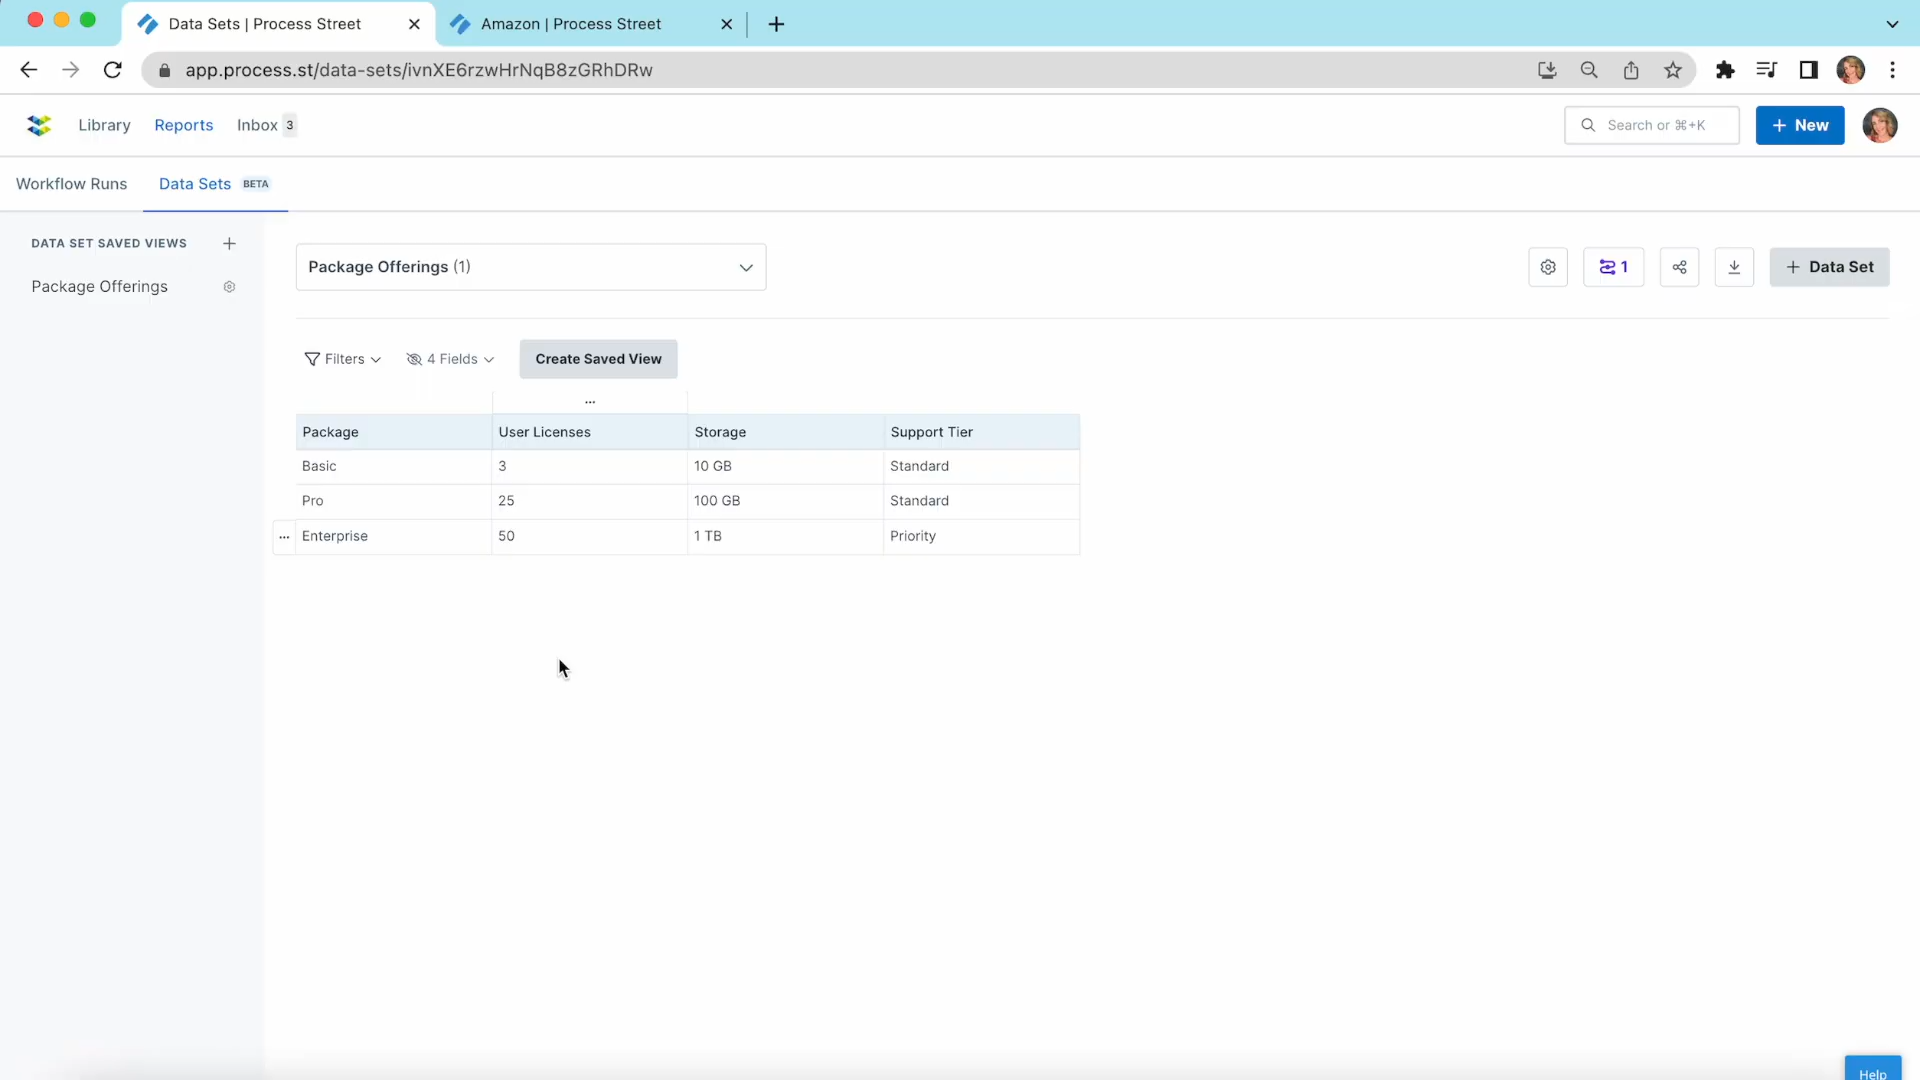 Data Sets | Process Street
Amazon | Process Street
app.process.st/data-sets/ivnXE6rzwHrNqB8zGRhDRw
Library Reports Inbox 3
Search or ⌘+K
+ New
Workflow Runs Data Sets BETA
DATA SET SAVED VIEWS +
Package Offerings
Package Offerings (1)
1
+ Data Set
Filters 4 Fields Create Saved View
...
Package User Licenses Storage Support Tier
Basic 3 10 GB Standard
Pro 25 100 GB Standard
... Enterprise 50 1 TB Priority
Help